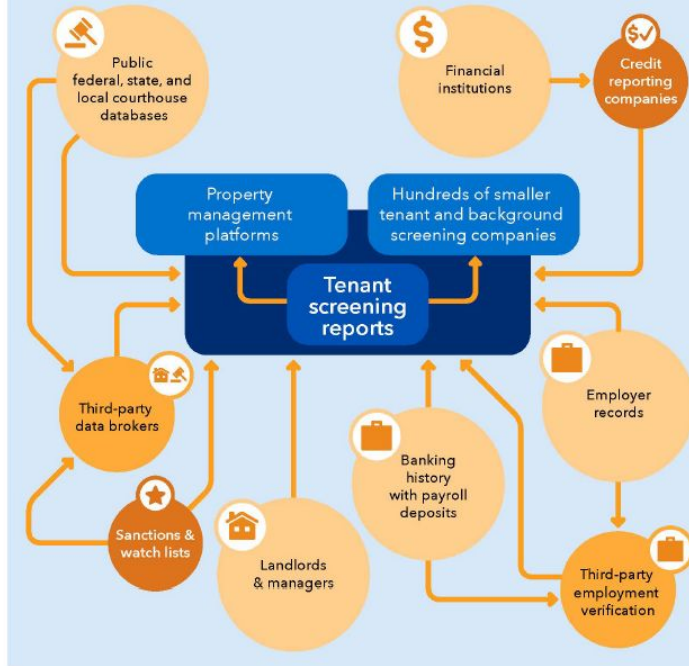 Public
federal, state, and
local courthouse
databases
$
Financial
institutions
$
Credit
reporting
companies
Property
management
platforms
Hundreds of smaller
tenant and background
screening companies
Tenant
screening
reports
Third-party
data brokers
Employer
records
Banking
history
with payroll
deposits
Sanctions &
watch lists
Landlords
& managers
Third-party
employment
verification